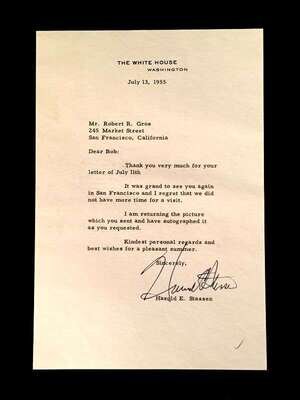 THE WHITE HOUSE
WASHINGTON
July 13, 1955
Mr. Robert R. Gros
245 Market Street
San Francisco, California
Dear Bob:
Thank you very much for your
letter of July 11th
It was grand to see you again
in San Francisco and I regret that we did
not have more time for a visit.
I am returning the picture
which you sent and have autographed it
as you requested.
Kindest personal regards and
best wishes for a pleasant summer.
Sincerely,
Harold E. Stassen